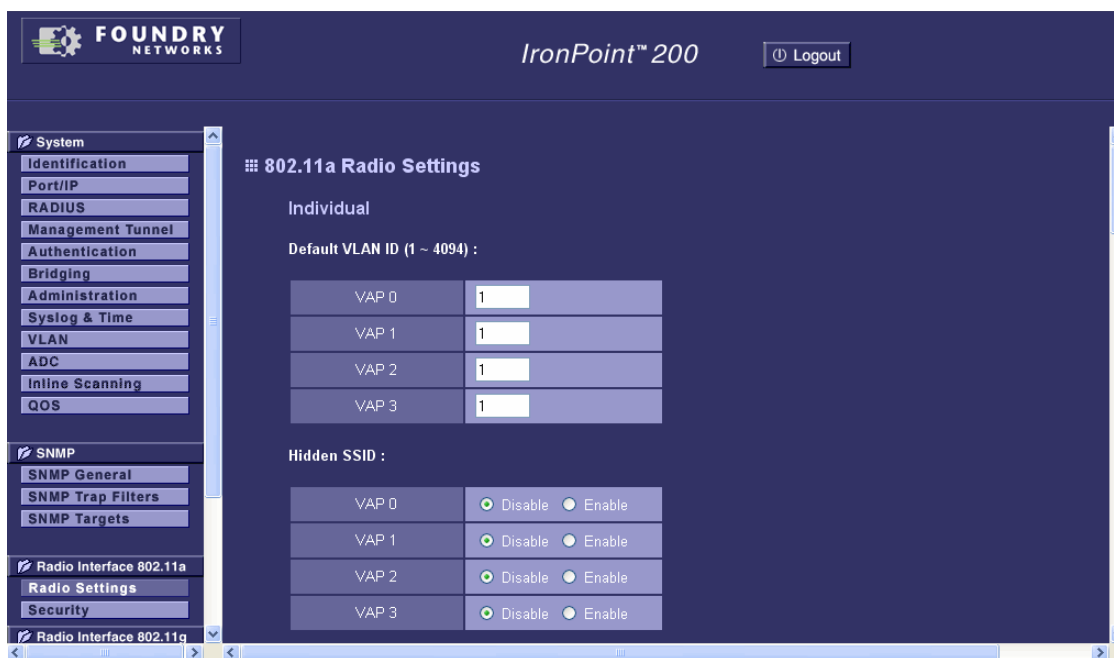 FOUNDRY
NETWORKS
IronPoint™ 200
Logout
System
Identification
Port/IP
RADIUS
Management Tunnel
Authentication
Bridging
Administration
Syslog & Time
VLAN
ADC
Inline Scanning
QOS
SNMP
SNMP General
SNMP Trap Filters
SNMP Targets
Radio Interface 802.11a
Radio Settings
Security
Radio Interface 802.11g
802.11a Radio Settings
Individual
Default VLAN ID (1 ~ 4094) :
VAP 0 1
VAP 1 1
VAP 2 1
VAP 3 1
Hidden SSID :
VAP 0 Disable Enable
VAP 1 Disable Enable
VAP 2 Disable Enable
VAP 3 Disable Enable